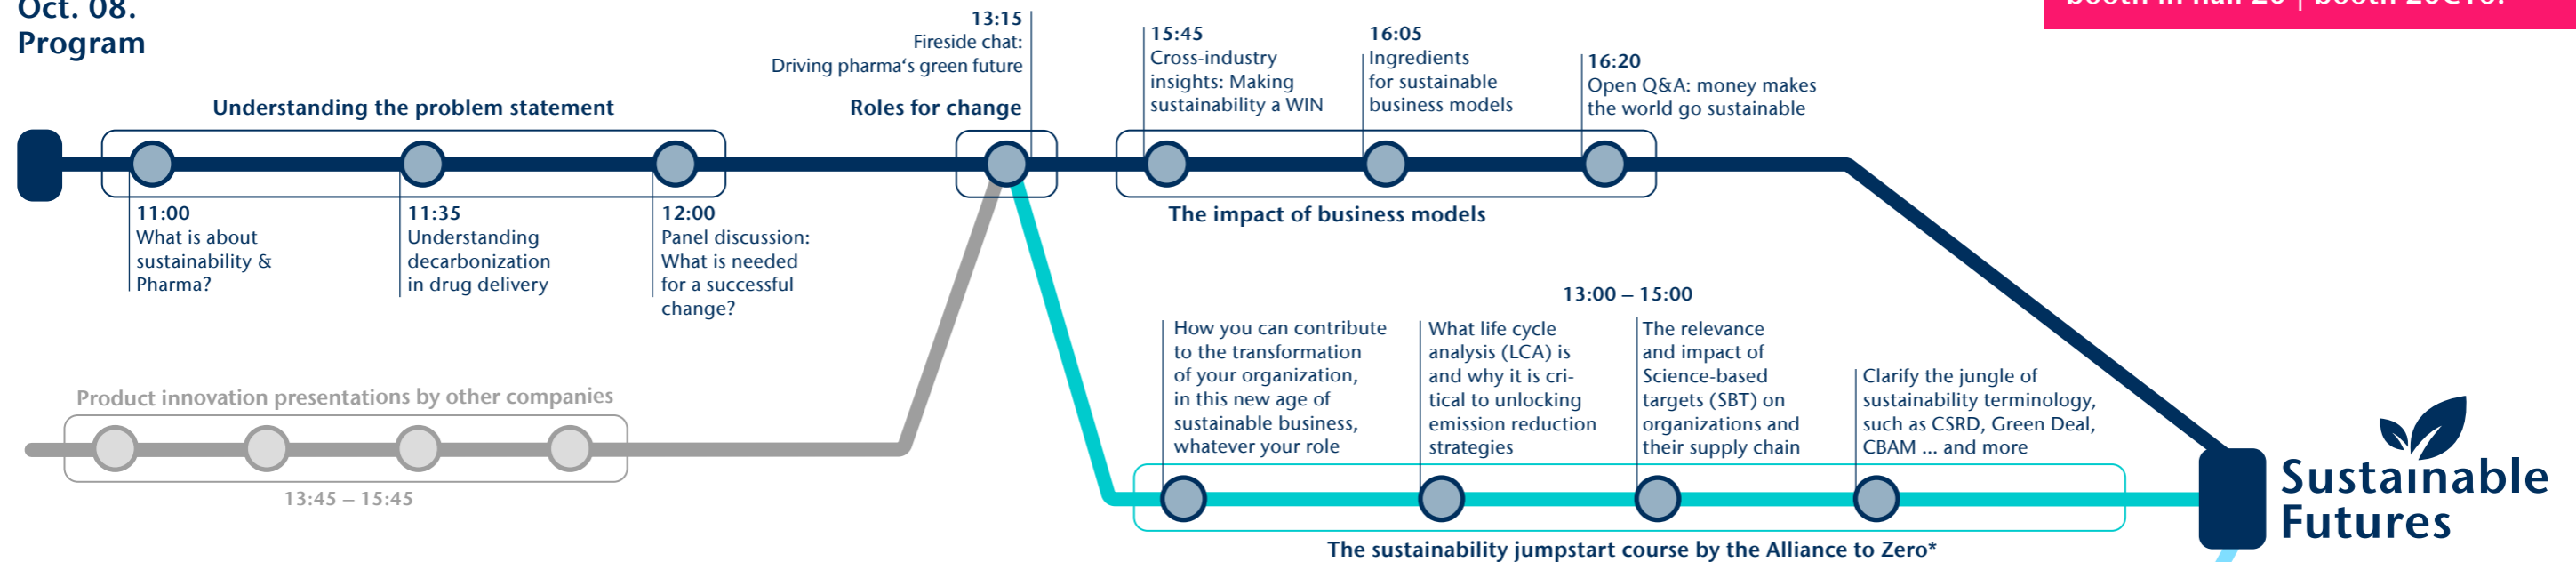 Oct. 08.
Program
booth in hall 26 | booth 26C18.
13:15
Fireside chat:
Driving pharma‘s green future
Roles for change
Understanding the problem statement
11:00
What is about
sustainability &
Pharma?
11:35
Understanding
decarbonization
in drug delivery
12:00
Panel discussion:
What is needed
for a successful
change?
15:45
Cross-industry
insights: Making
sustainability a WIN
16:05
Ingredients
for sustainable
business models
16:20
Open Q&A: money makes
the world go sustainable
The impact of business models
Product innovation presentations by other companies
13:45 – 15:45
13:00 – 15:00
How you can contribute
to the transformation
of your organization,
in this new age of
sustainable business,
whatever your role
What life cycle
analysis (LCA) is
and why it is cri-
tical to unlocking
emission reduction
strategies
The relevance
and impact of
Science-based
targets (SBT) on
organizations and
their supply chain
Clarify the jungle of
sustainability terminology,
such as CSRD, Green Deal,
CBAM ... and more
The sustainability jumpstart course by the Alliance to Zero*
Sustainable
Futures